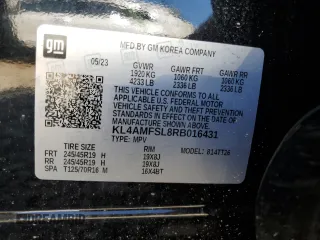 gm
MFD BY GM KOREA COMPANY
05/23
GVWR GAWR FRT GAWR RR
1920 KG 1060 KG 1060 KG
4233 LB 2336 LB 2336 LB
THIS VEHICLE CONFORMS TO ALL
APPLICABLE U.S. FEDERAL MOTOR
VEHICLE SAFETY, BUMPER, AND THEFT
PREVENTION STANDARDS IN EFFECT ON
THE DATE OF MANUFACTURE SHOWN ABOVE.
KL4AMFSL8RB016431
TYPE: MPV
MODEL:
TIRE SIZE RIM
FRT 245/45R19 H 19X8J
RR 245/45R19 H 19X8J
SPA T125/70R18 M 16X4BT